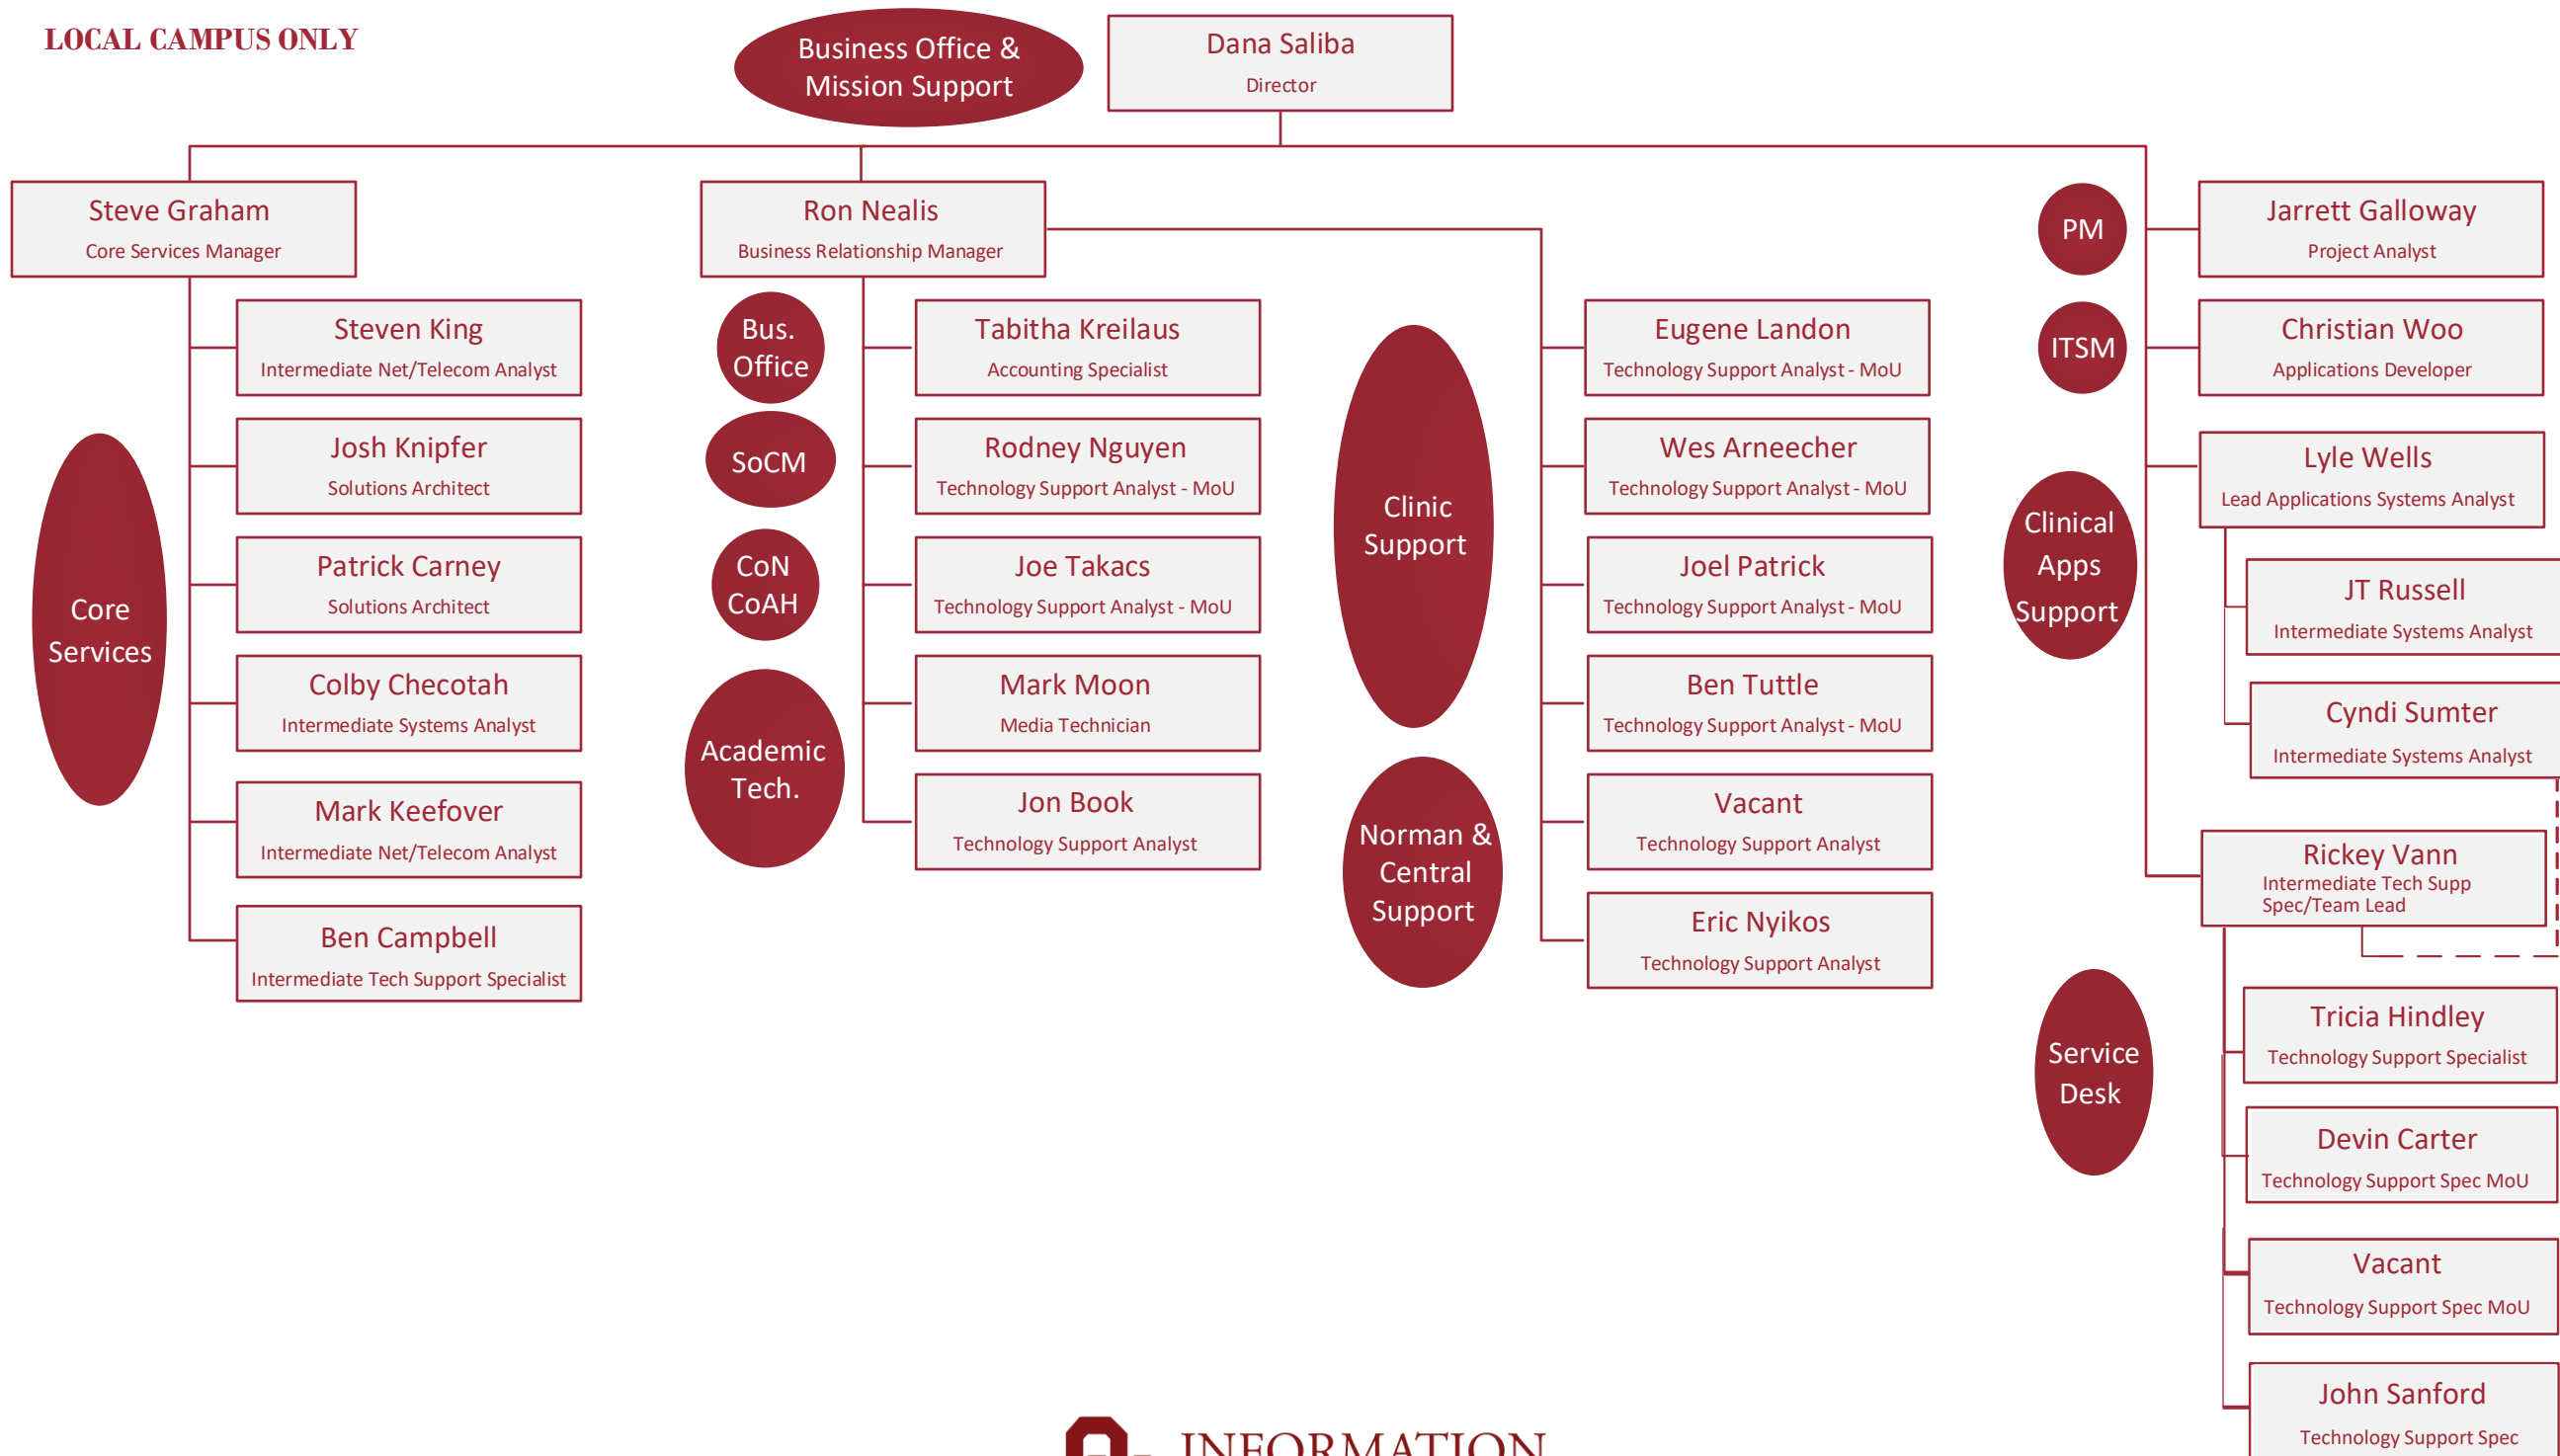 LOCAL CAMPUS ONLY
Business Office &
Mission Support
Dana Saliba
Director
Steve Graham
Core Services Manager
Core
Services
Steven King
Intermediate Net/Telecom Analyst
Josh Knipfer
Solutions Architect
Patrick Carney
Solutions Architect
Colby Checotah
Intermediate Systems Analyst
Mark Keefover
Intermediate Net/Telecom Analyst
Ben Campbell
Intermediate Tech Support Specialist
Ron Nealis
Business Relationship Manager
Bus.
Office
Tabitha Kreilaus
Accounting Specialist
SoCM
Rodney Nguyen
Technology Support Analyst - MoU
CoN
CoAH
Joe Takacs
Technology Support Analyst - MoU
Academic
Tech.
Mark Moon
Media Technician
Jon Book
Technology Support Analyst
Clinic
Support
Eugene Landon
Technology Support Analyst - MoU
Wes Arneecher
Technology Support Analyst - MoU
Joel Patrick
Technology Support Analyst - MoU
Ben Tuttle
Technology Support Analyst - MoU
Norman &
Central
Support
Vacant
Technology Support Analyst
Eric Nyikos
Technology Support Analyst
PM
Jarrett Galloway
Project Analyst
ITSM
Christian Woo
Applications Developer
Clinical
Apps
Support
Lyle Wells
Lead Applications Systems Analyst
JT Russell
Intermediate Systems Analyst
Cyndi Sumter
Intermediate Systems Analyst
Rickey Vann
Intermediate Tech Supp
Spec/Team Lead
Service
Desk
Tricia Hindley
Technology Support Specialist
Devin Carter
Technology Support Spec MoU
Vacant
Technology Support Spec MoU
John Sanford
Technology Support Spec
INFORMATION